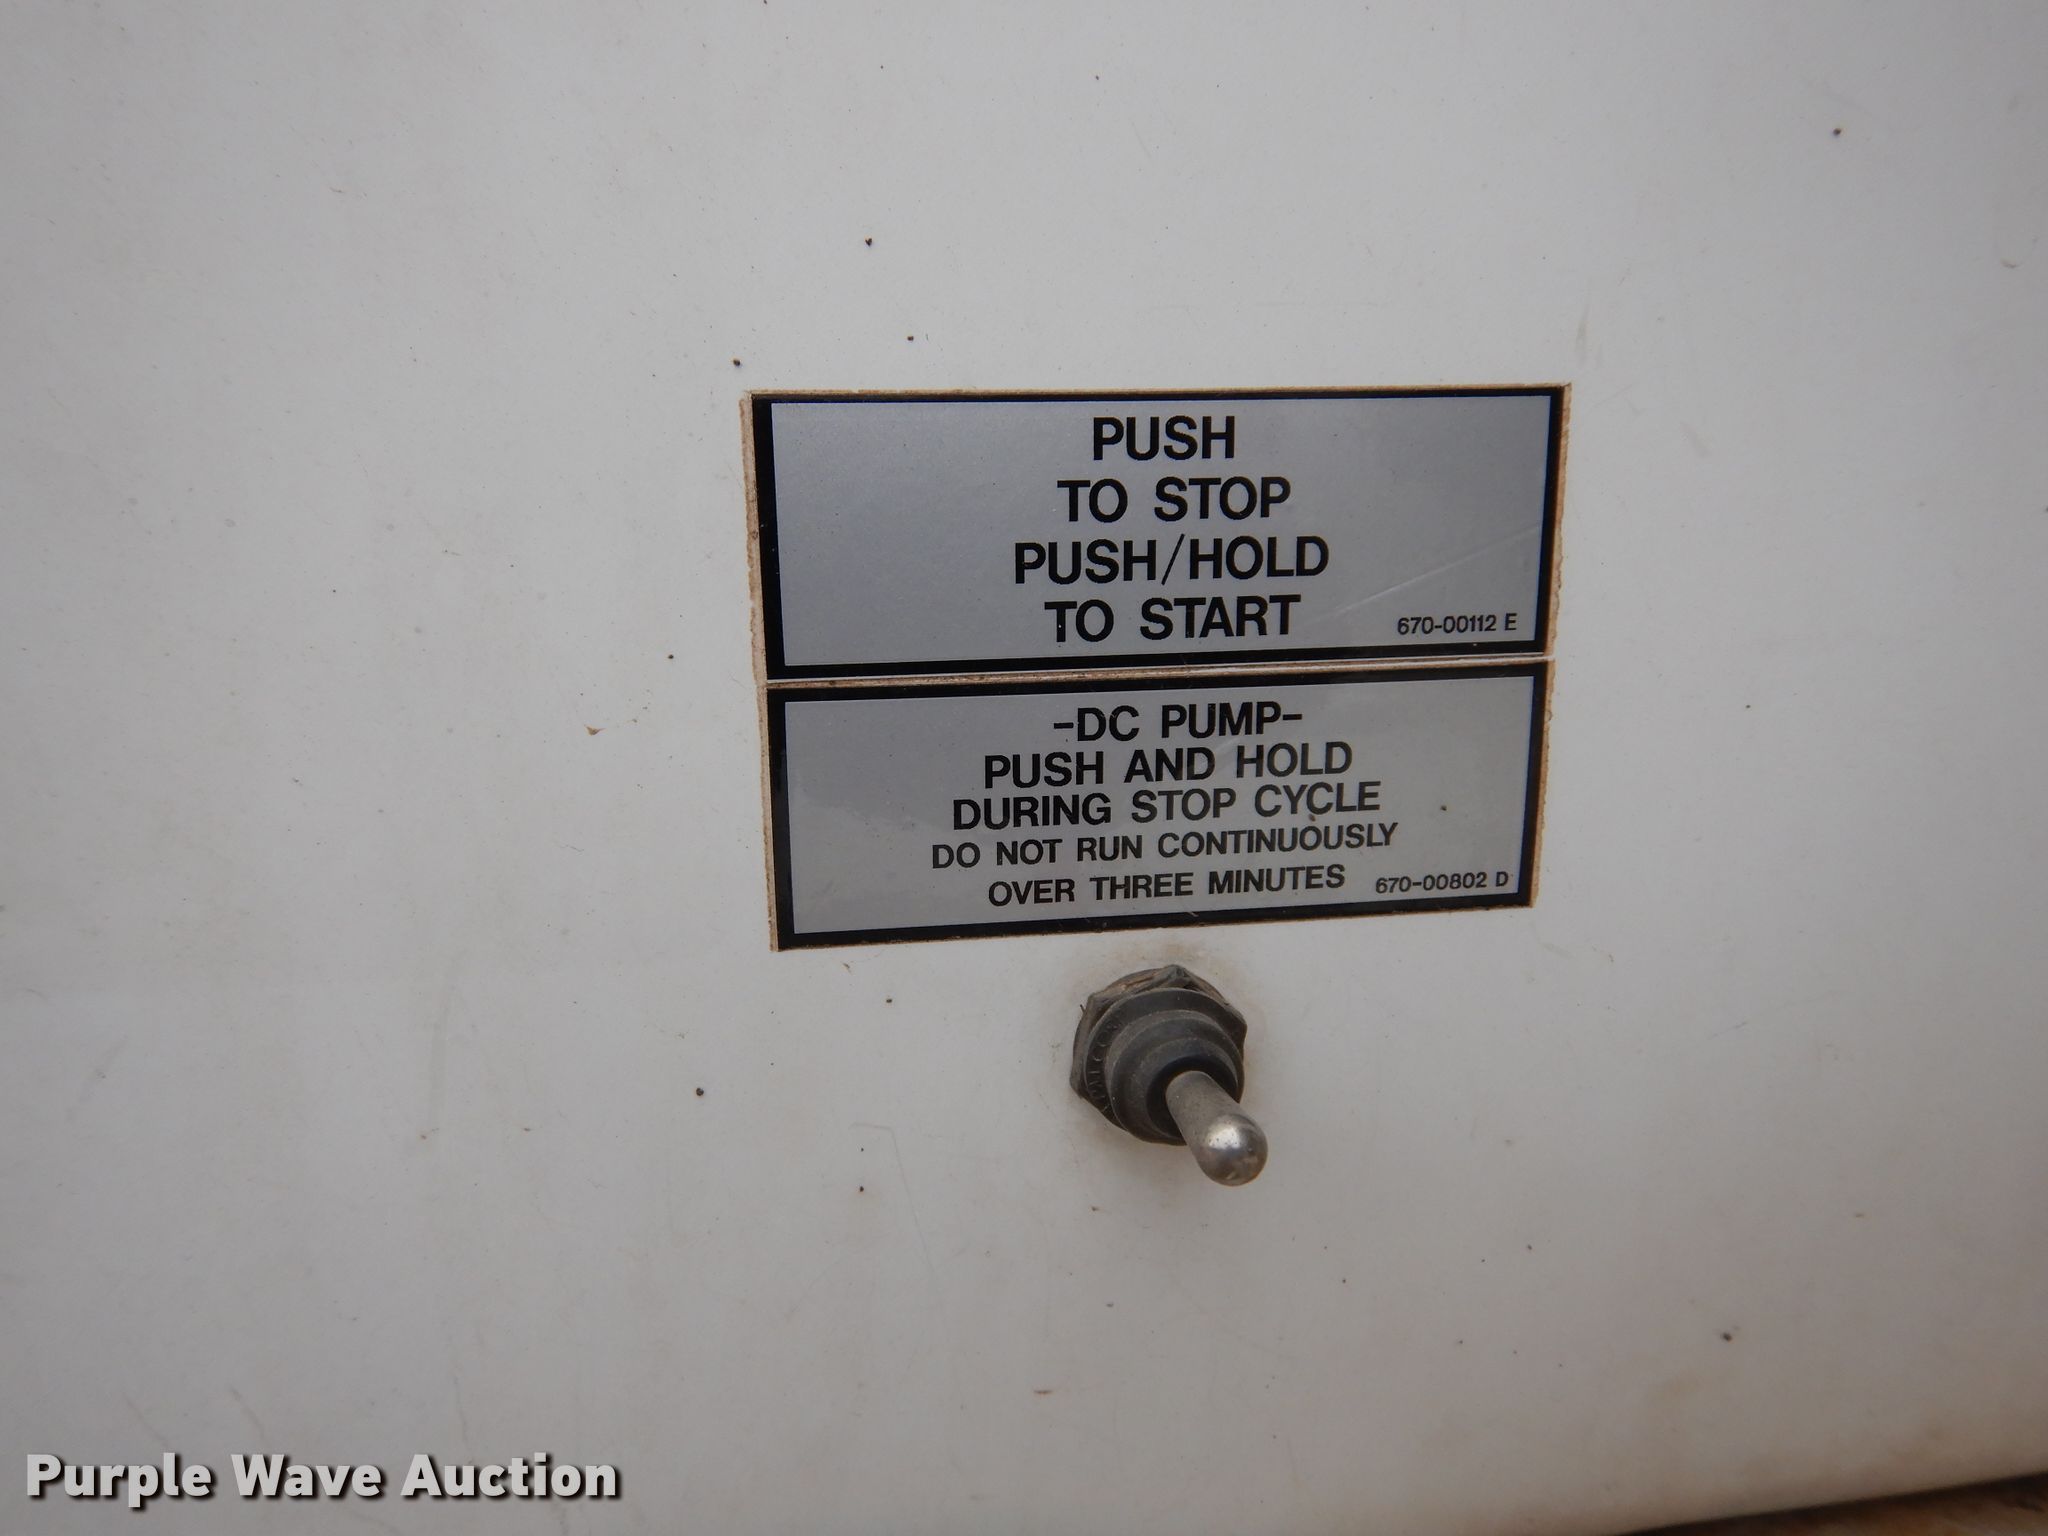 PUSH
TO STOP
PUSH/HOLD
TO START
670-00112 E
-DC PUMP-
PUSH AND HOLD
DURING STOP CYCLE
DO NOT RUN CONTINUOUSLY
OVER THREE MINUTES
670-00802 D
Purple Wave Auction